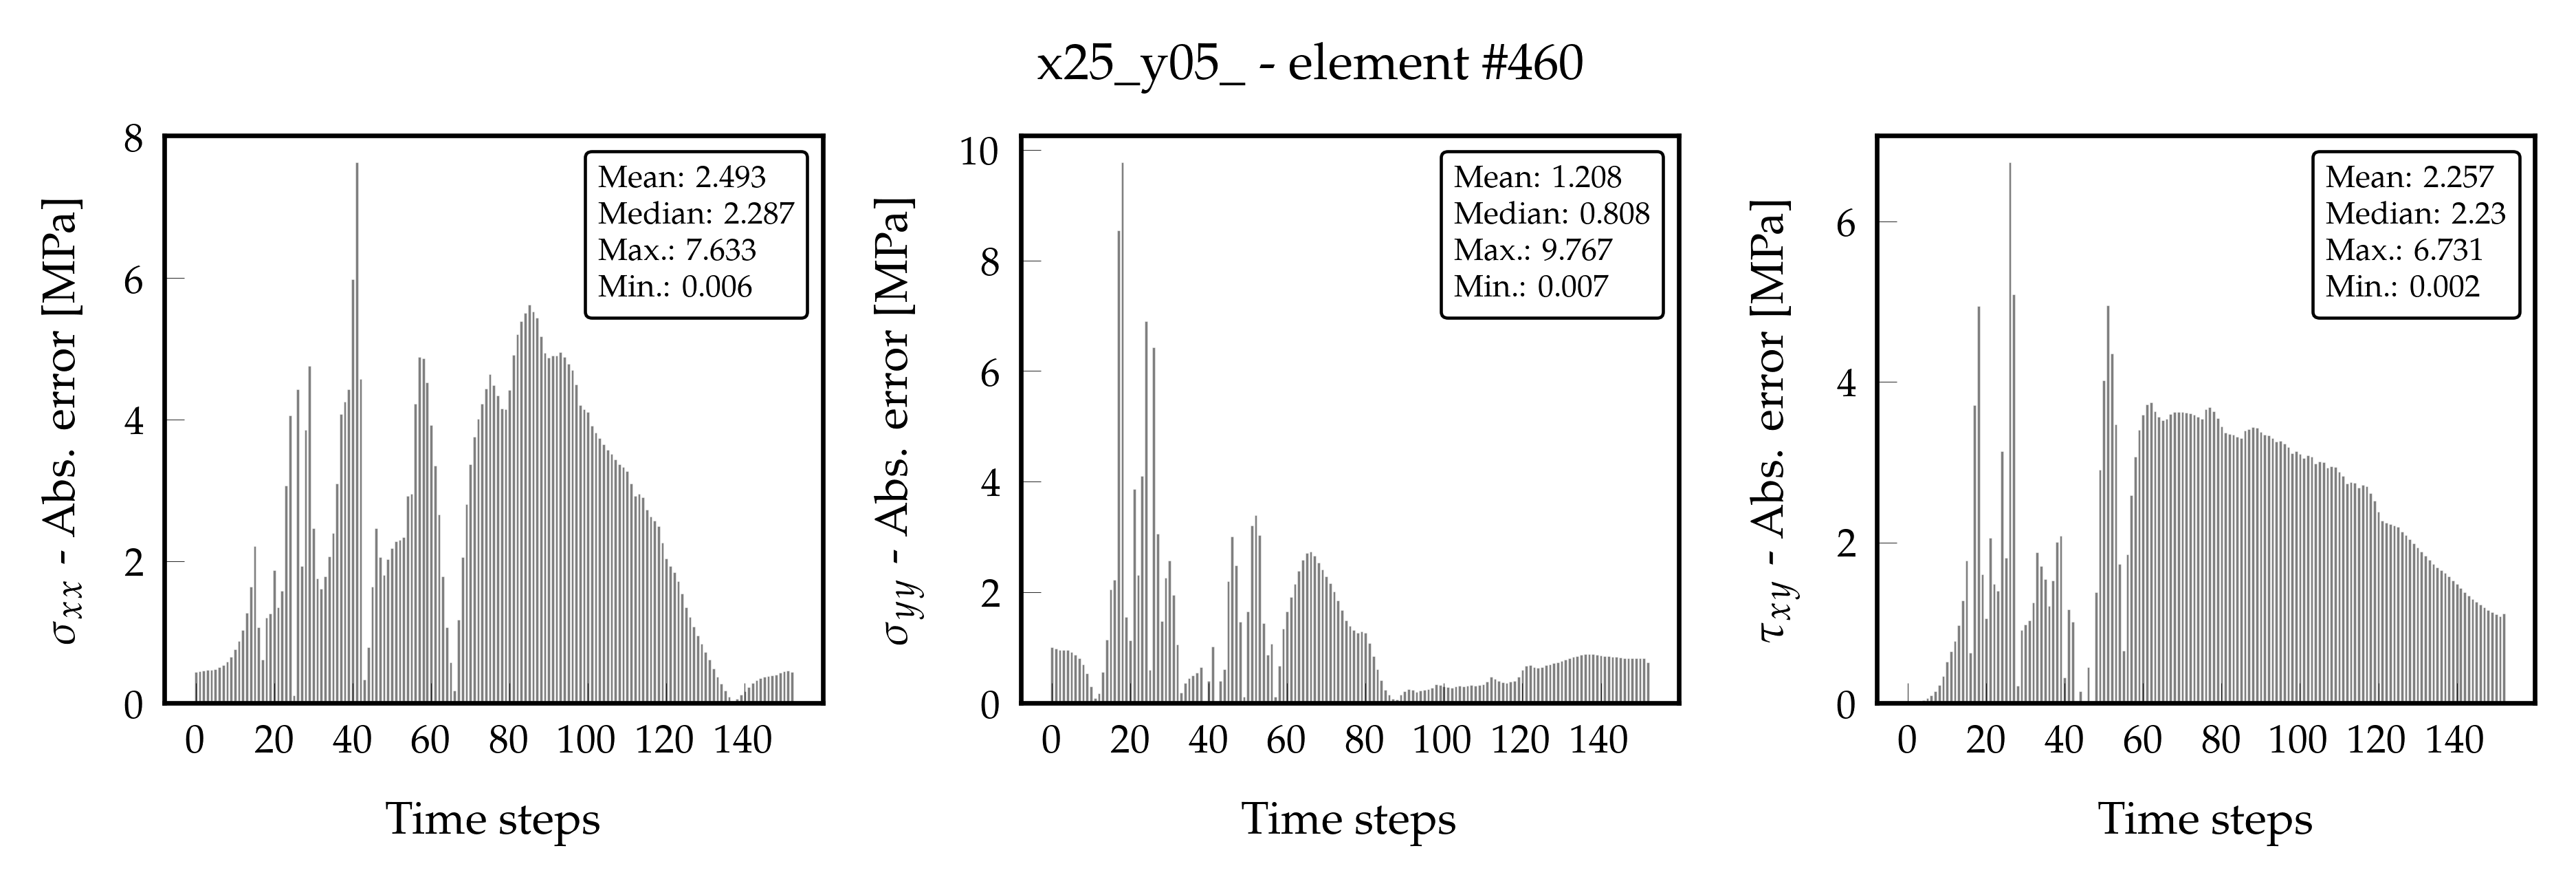 x25_y05_ - element #460
σxx - Abs. error [MPa]
8
6
4
2
0
Mean: 2.493
Median: 2.287
Max.: 7.633
Min.: 0.006
0 20 40 60 80 100 120 140
Time steps
σyy - Abs. error [MPa]
10
8
6
4
2
0
Mean: 1.208
Median: 0.808
Max.: 9.767
Min.: 0.007
0 20 40 60 80 100 120 140
Time steps
τxy - Abs. error [MPa]
6
4
2
0
Mean: 2.257
Median: 2.23
Max.: 6.731
Min.: 0.002
0 20 40 60 80 100 120 140
Time steps